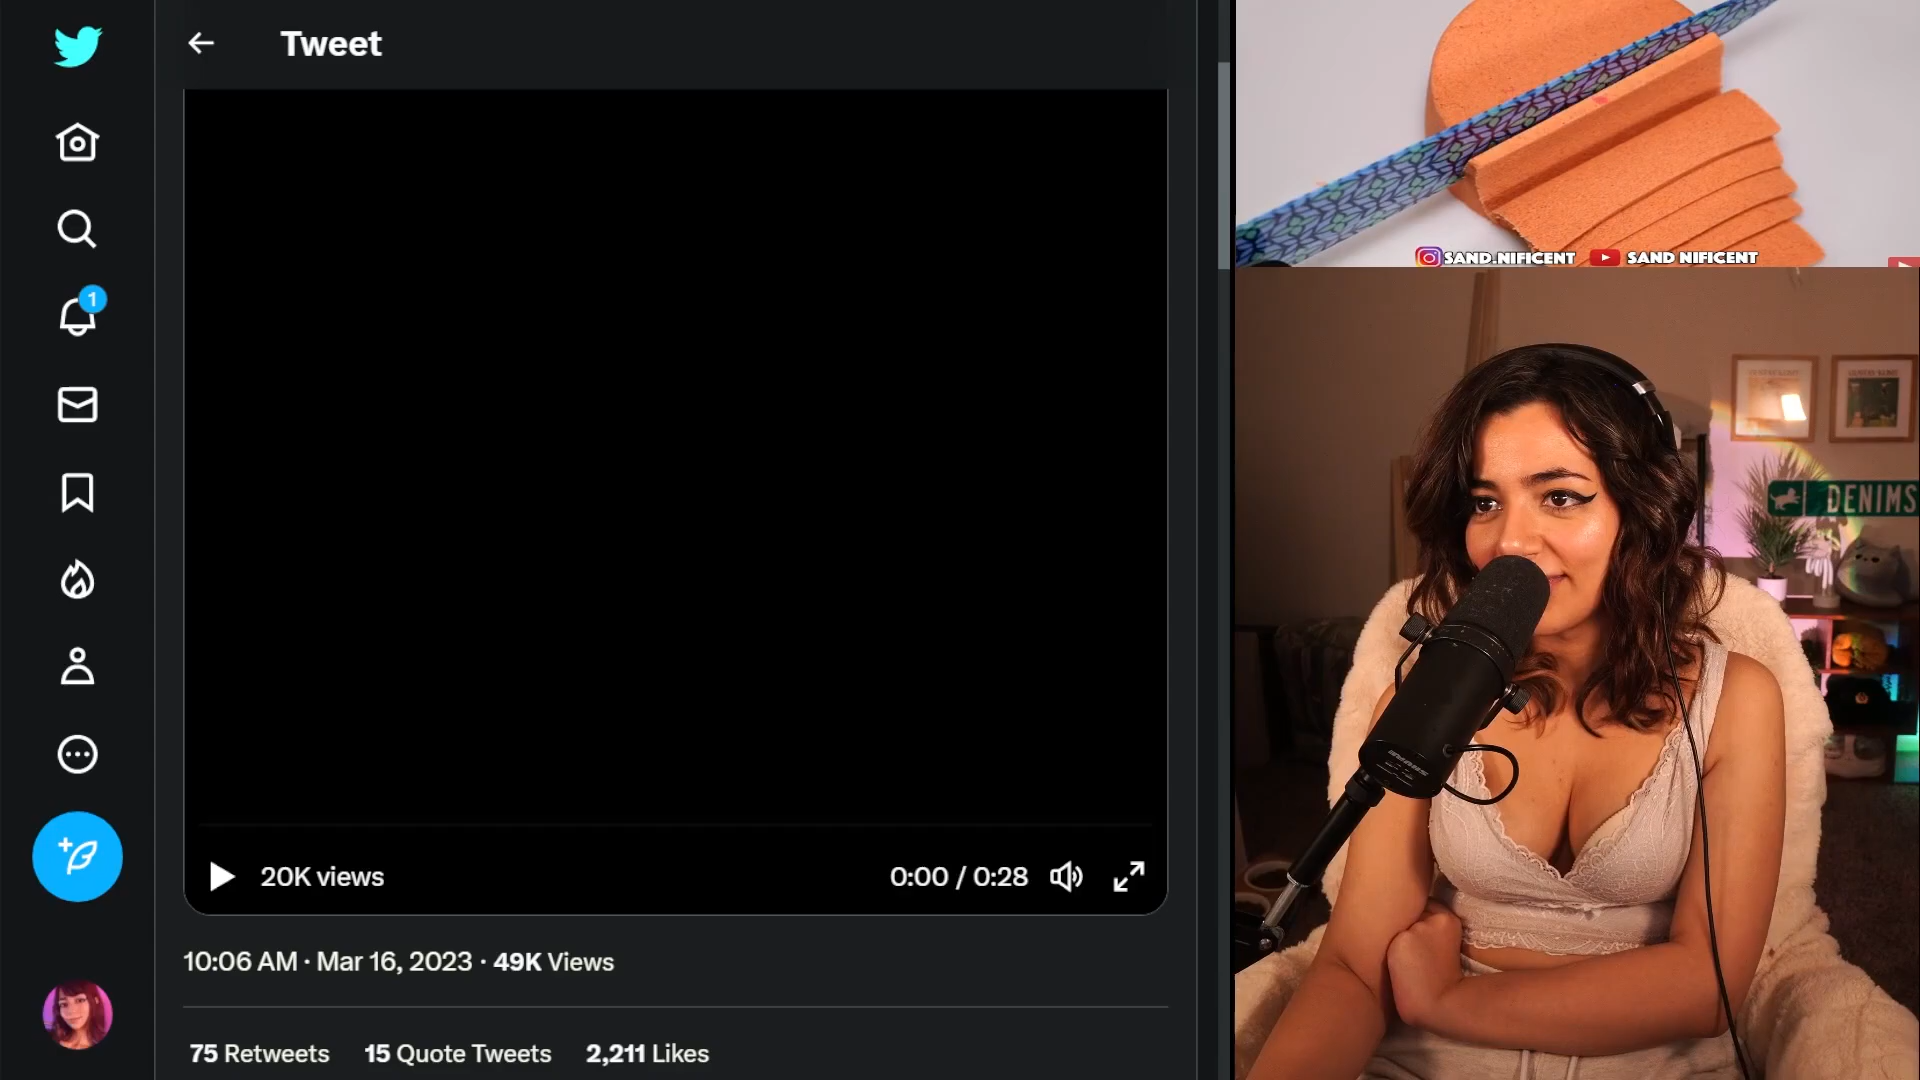 Tweet
1
20K views
0:00 / 0:28
10:06 AM · Mar 16, 2023 · 49K Views
75 Retweets 15 Quote Tweets 2,211 Likes
SAND.NIFICENT SAND NIFICENT
DENIMS